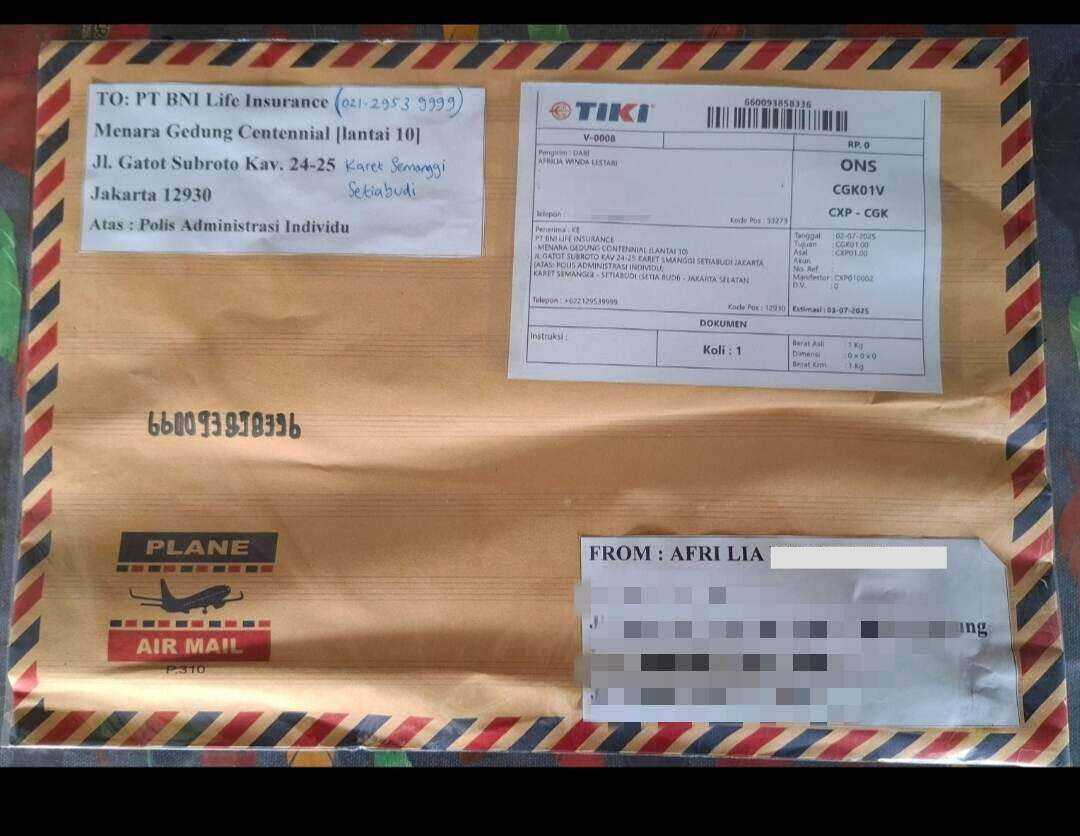 TO: PT BNI Life Insurance (021-2953 9999)
Menara Gedung Centennial [lantai 10]
Jl. Gatot Subroto Kav. 24-25 Karet Semanggi
Setiabudi
Jakarta 12930
Atas : Polis Administrasi Individu
TIKI
660093858336
V-0008
RP. 0
Pengirim : DARI
AFRILIA WINDA LESTARI
Telepon :
Kode Pos : 53273
ONS
CGK01V
CXP - CGK
Penerima : KE
PT BNI LIFE INSURANCE
-MENARA GEDUNG CENTENNIAL (LANTAI 10)
JL GATOT SUBROTO KAV 24-25 KARET SMANGGI SETIABUDI JAKARTA
(ATAS: POLIS ADMINISTRASI INDIVIDU)
KARET SEMANGGI - SETIABUDI (SETIA BUDI) - JAKARTA SELATAN
Telepon : +622129539999
Kode Pos : 12930
Tanggal : 02-07-2025
Tujuan : CGK01.00
Asal : CXP01.00
Akun :
No. Ref :
Manifestor : CXP010002
D.V. : 0
Estimasi : 03-07-2025
DOKUMEN
Instruksi :
Koli : 1
Berat Asli : 1 Kg
Dimensi : 0 x 0 x 0
Berat Krm. : 1 Kg
660093858336
PLANE
AIR MAIL
P.310
FROM : AFRI LIA